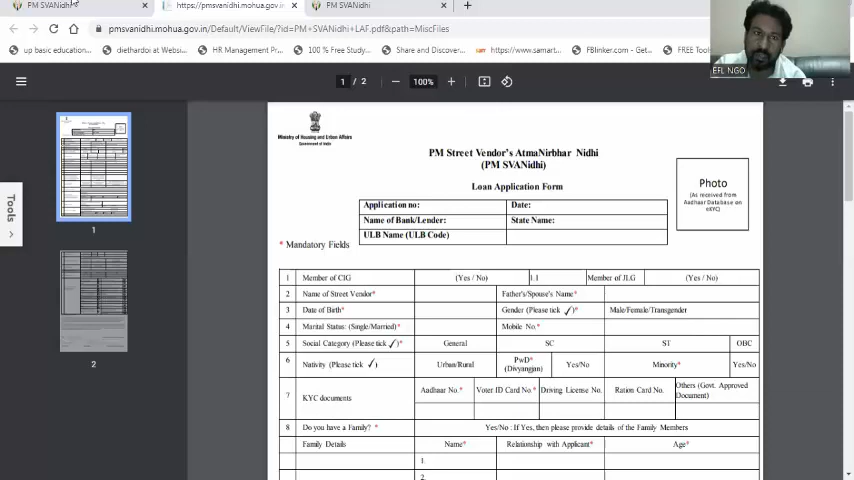 PM SVANidhi
https://pmsvanidhi.mohua.gov.in/
PM SVANidhi
pmsvanidhi.mohua.gov.in/Default/ViewFile/?id=PM+SVANidhi+LAF.pdf&path=MiscFiles
up basic education...
diethardoi at Websi...
HR Management Pr...
100 % Free Study...
Share and Discover...
https://www.samart...
FBlinker.com - Get...
FREE Tools
EFL NGO
1 / 2
100%
Tools
1
2
Ministry of Housing and Urban Affairs
Government of India
PM Street Vendor's AtmaNirbhar Nidhi
(PM SVANidhi)
Loan Application Form
Photo
(As received from
Aadhaar Database on
eKYC)
Application no: Date:
Name of Bank/Lender: State Name:
ULB Name (ULB Code)
* Mandatory Fields
1 Member of CIG (Yes / No) 1.1 Member of JLG (Yes / No)
2 Name of Street Vendor* Father's/Spouse's Name*
3 Date of Birth* Gender (Please tick ✓)* Male/Female/Transgender
4 Marital Status: (Single/Married)* Mobile No.*
5 Social Category (Please tick ✓)* General SC ST OBC
6 Nativity (Please tick ✓) Urban/Rural PwD* (Divyangjan) Yes/No Minority* Yes/No
7 KYC documents Aadhaar No.* Voter ID Card No.* Driving License No. Ration Card No. Others (Govt. Approved Document)
8 Do you have a Family? * Yes/No : If Yes, then please provide details of the Family Members
Family Details Name* Relationship with Applicant* Age*
1.
2.